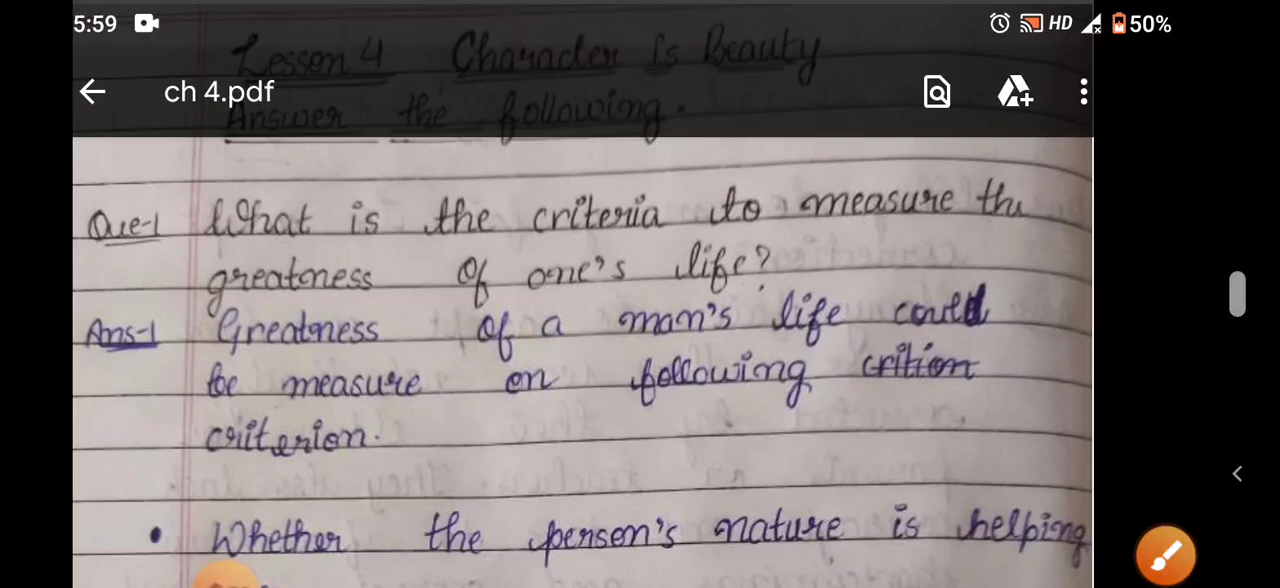 5:59 HD 50%
Lesson 4 Character is Beauty
ch 4.pdf
Answer the following.
Que-1 What is the criteria to measure the
greatness of one's life?
Ans-1 Greatness of a man's life could
be measure on following crition
criterion.
• Whether the person's nature is helping